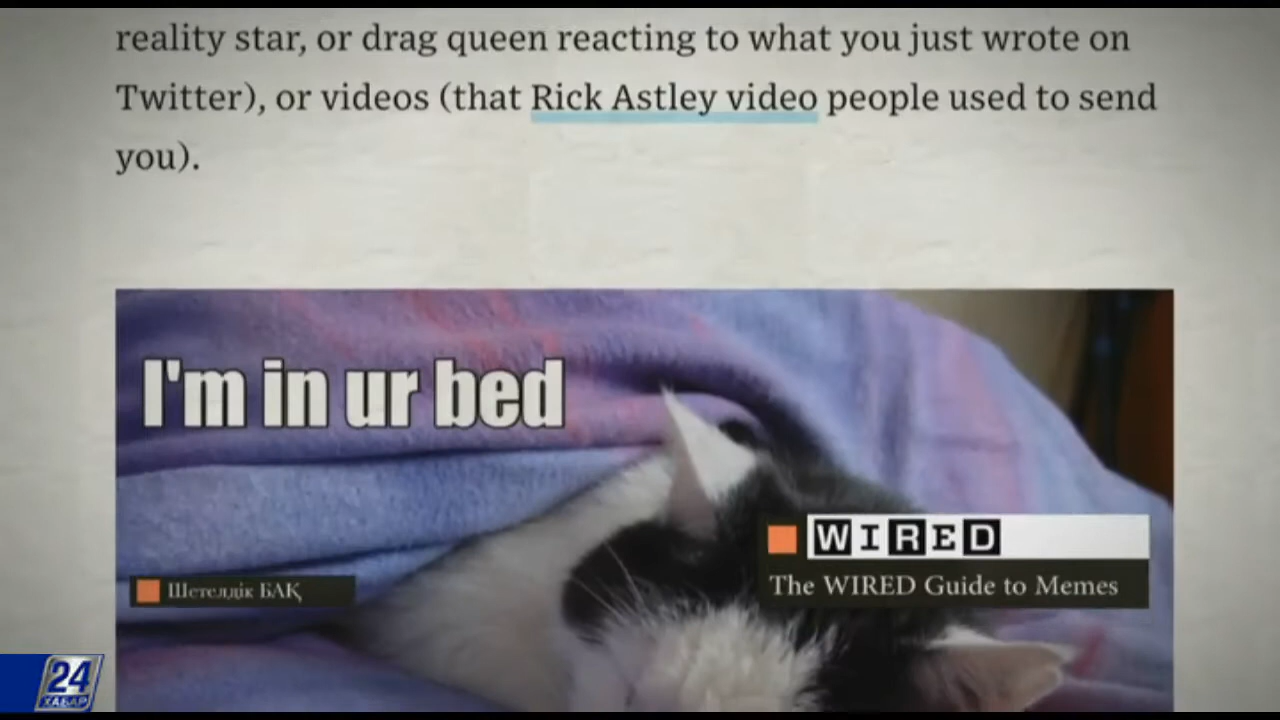 reality star, or drag queen reacting to what you just wrote on
Twitter), or videos (that Rick Astley video people used to send
you).
I'm in ur bed
WIRED
The WIRED Guide to Memes
Шетелдік БАҚ
24
ХАБАР